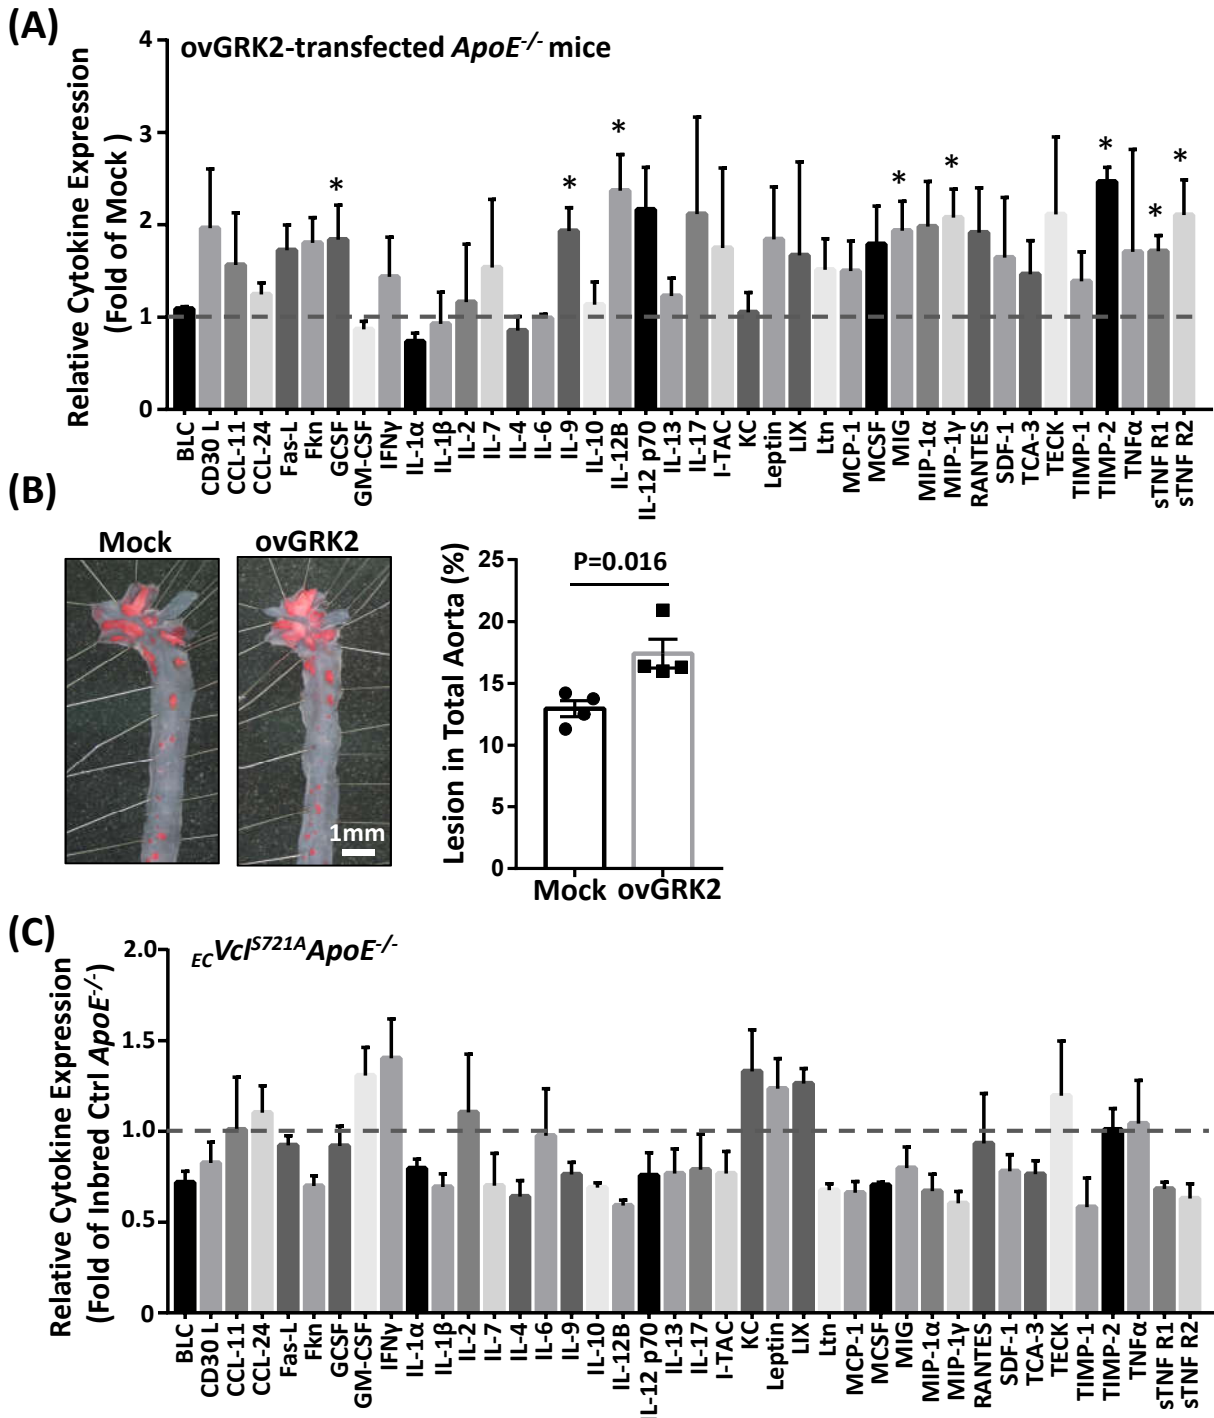 (A)
ovGRK2-transfected ApoE-/- mice
Relative Cytokine Expression
(Fold of Mock )
4
3
2
1
0
* * * * * * * *
BLC CD30 L CCL-11 CCL-24 Fas-L Fkn GCSF GM-CSF IFNγ IL-1α IL-1β IL-2 IL-7 IL-4 IL-6 IL-9 IL-10 IL-12B IL-12 p70 IL-13 IL-17 I-TAC KC Leptin LIX Ltn MCP-1 MCSF MIG MIP-1α MIP-1γ RANTES SDF-1 TCA-3 TECK TIMP-1 TIMP-2 TNFα sTNF R1 sTNF R2
(B)
Mock ovGRK2
1mm
Lesion in Total Aorta (%)
25
20
15
10
5
0
P=0.016
Mock ovGRK2
(C)
ECVclS721AApoE-/-
Relative Cytokine Expression
(Fold of Inbred Ctrl ApoE-/-)
2.0
1.5
1.0
0.5
0
BLC CD30 L CCL-11 CCL-24 Fas-L Fkn GCSF GM-CSF IFNγ IL-1α IL-1β IL-2 IL-7 IL-4 IL-6 IL-9 IL-10 IL-12B IL-12 p70 IL-13 IL-17 I-TAC KC Leptin LIX Ltn MCP-1 MCSF MIG MIP-1α MIP-1γ RANTES SDF-1 TCA-3 TECK TIMP-1 TIMP-2 TNFα sTNF R1 sTNF R2